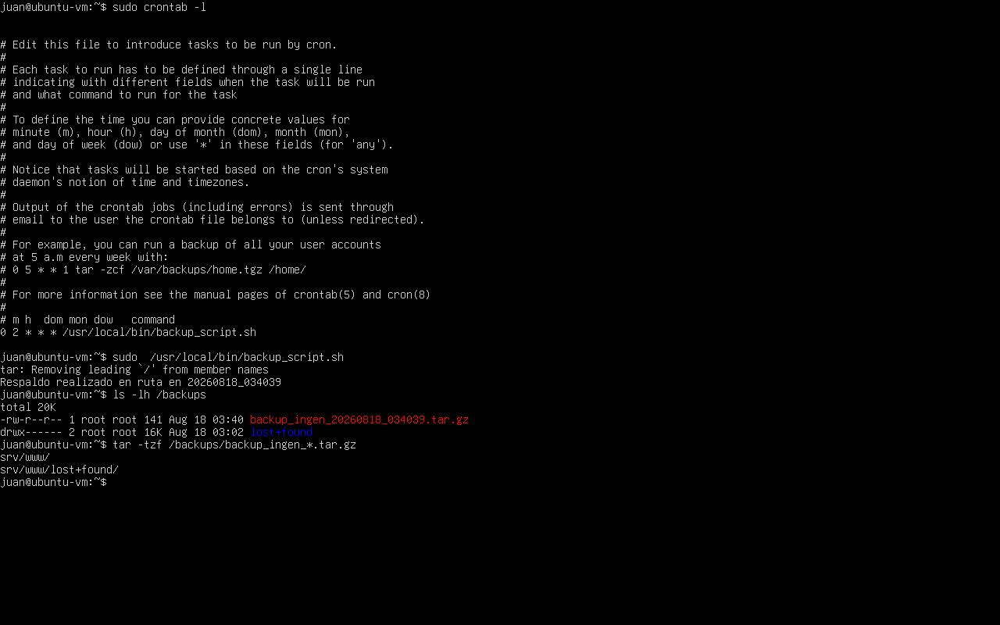 juan@ubuntu-vm:~$ sudo crontab -l
# Edit this file to introduce tasks to be run by cron.
#
# Each task to run has to be defined through a single line
# indicating with different fields when the task will be run
# and what command to run for the task
#
# To define the time you can provide concrete values for
# minute (m), hour (h), day of month (dom), month (mon),
# and day of week (dow) or use '*' in these fields (for 'any').
#
# Notice that tasks will be started based on the cron's system
# daemon's notion of time and timezones.
#
# Output of the crontab jobs (including errors) is sent through
# email to the user the crontab file belongs to (unless redirected).
#
# For example, you can run a backup of all your user accounts
# at 5 a.m every week with:
# 0 5 * * 1 tar -zcf /var/backups/home.tgz /home/
#
# For more information see the manual pages of crontab(5) and cron(8)
#
# m h  dom mon dow   command
0 2 * * * /usr/local/bin/backup_script.sh
juan@ubuntu-vm:~$ sudo  /usr/local/bin/backup_script.sh
tar: Removing leading `/' from member names
Respaldo realizado en ruta en 20260818_034039
juan@ubuntu-vm:~$ ls -lh /backups
total 20K
-rw-r--r-- 1 root root 141 Aug 18 03:40 backup_ingen_20260818_034039.tar.gz
drwx------ 2 root root 16K Aug 18 03:02 lost+found
juan@ubuntu-vm:~$ tar -tzf /backups/backup_ingen_*.tar.gz
srv/www/
srv/www/lost+found/
juan@ubuntu-vm:~$